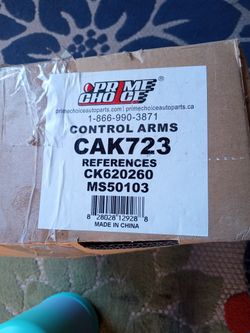 PRIME
CHOICE
primechoiceautoparts.com primechoiceautoparts.ca
1-866-990-3871
CONTROL ARMS
CAK723
REFERENCES
CK620260
MS50103
8 28028 12928 8
MADE IN CHINA